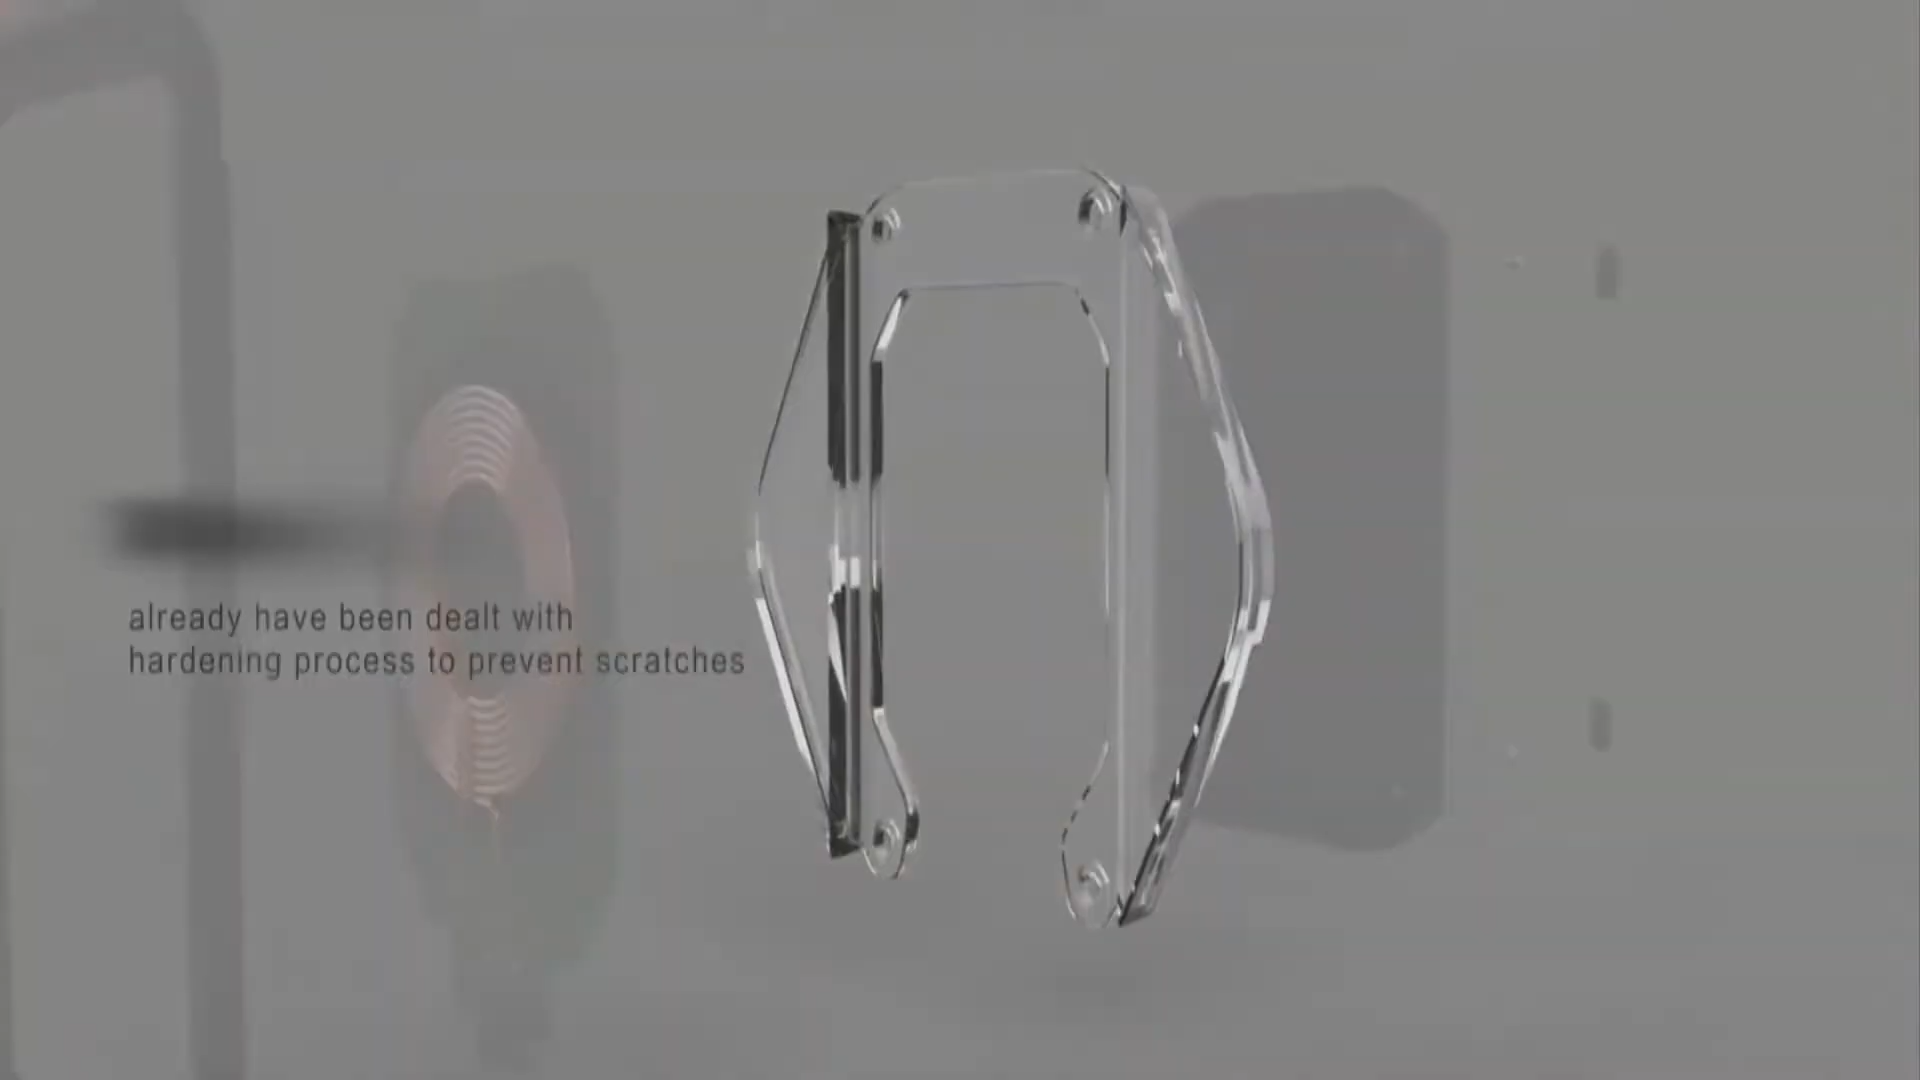 already have been dealt with
hardening process to prevent scratches